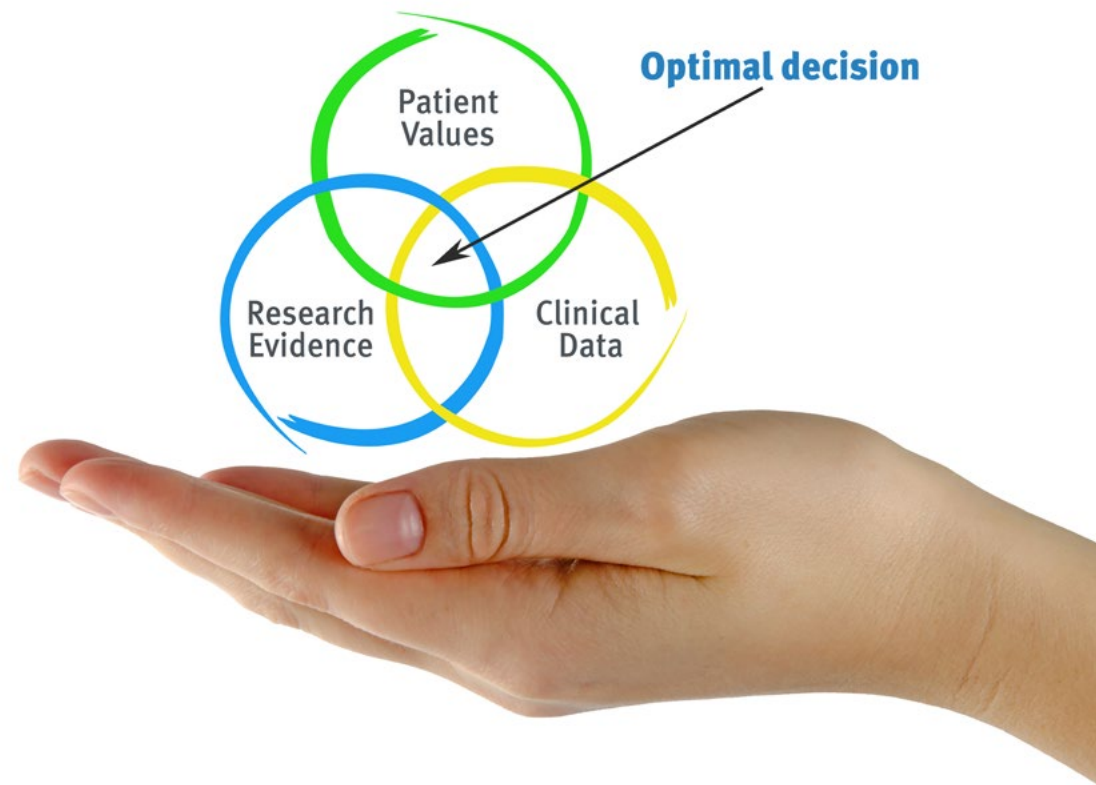 Optimal decision
Patient
Values
Research
Evidence
Clinical
Data